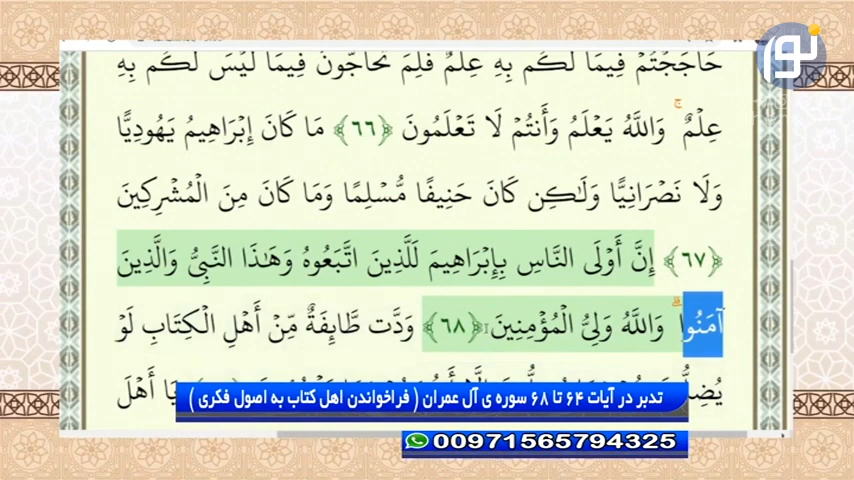 نور
حَاجَجْتُمْ فِيمَا لَكُم بِهِ عِلْمٌ فَلِمَ تُحَاجُّونَ فِيمَا لَيْسَ لَكُم بِهِ
عِلْمٌ ۚ وَاللَّهُ يَعْلَمُ وَأَنتُمْ لَا تَعْلَمُونَ ﴿٦٦﴾ مَا كَانَ إِبْرَاهِيمُ يَهُودِيًّا
وَلَا نَصْرَانِيًّا وَلَٰكِن كَانَ حَنِيفًا مُّسْلِمًا وَمَا كَانَ مِنَ الْمُشْرِكِينَ
﴿٦٧﴾ إِنَّ أَوْلَى النَّاسِ بِإِبْرَاهِيمَ لَلَّذِينَ اتَّبَعُوهُ وَهَٰذَا النَّبِيُّ وَالَّذِينَ
آمَنُوا ۗ وَاللَّهُ وَلِيُّ الْمُؤْمِنِينَ ﴿٦٨﴾ وَدَّت طَّائِفَةٌ مِّنْ أَهْلِ الْكِتَابِ لَوْ
يَا أَهْلَ
تدبر در آیات ۶۴ تا ۶۸ سوره ی آل عمران ( فراخواندن اهل کتاب به اصول فکری )
00971565794325